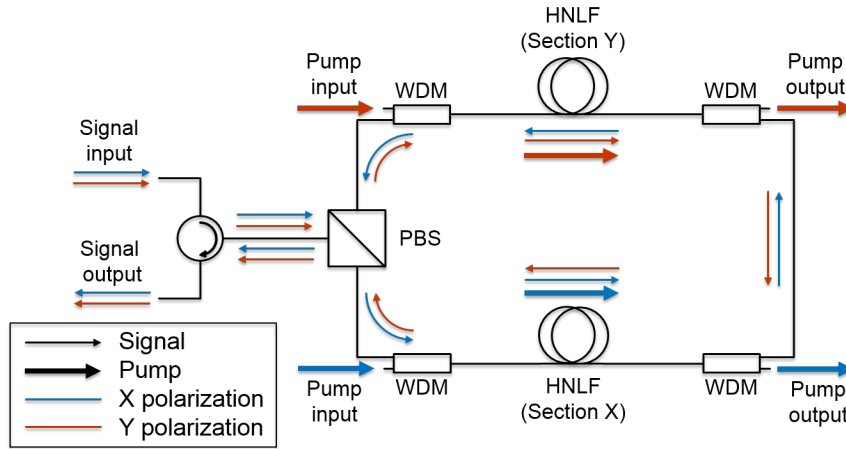 HNLF
(Section Y)
Pump
input
WDM
WDM
Pump
output
Signal
input
PBS
Signal
output
Signal
Pump
X polarization
Y polarization
Pump
input
WDM
HNLF
(Section X)
WDM
Pump
output